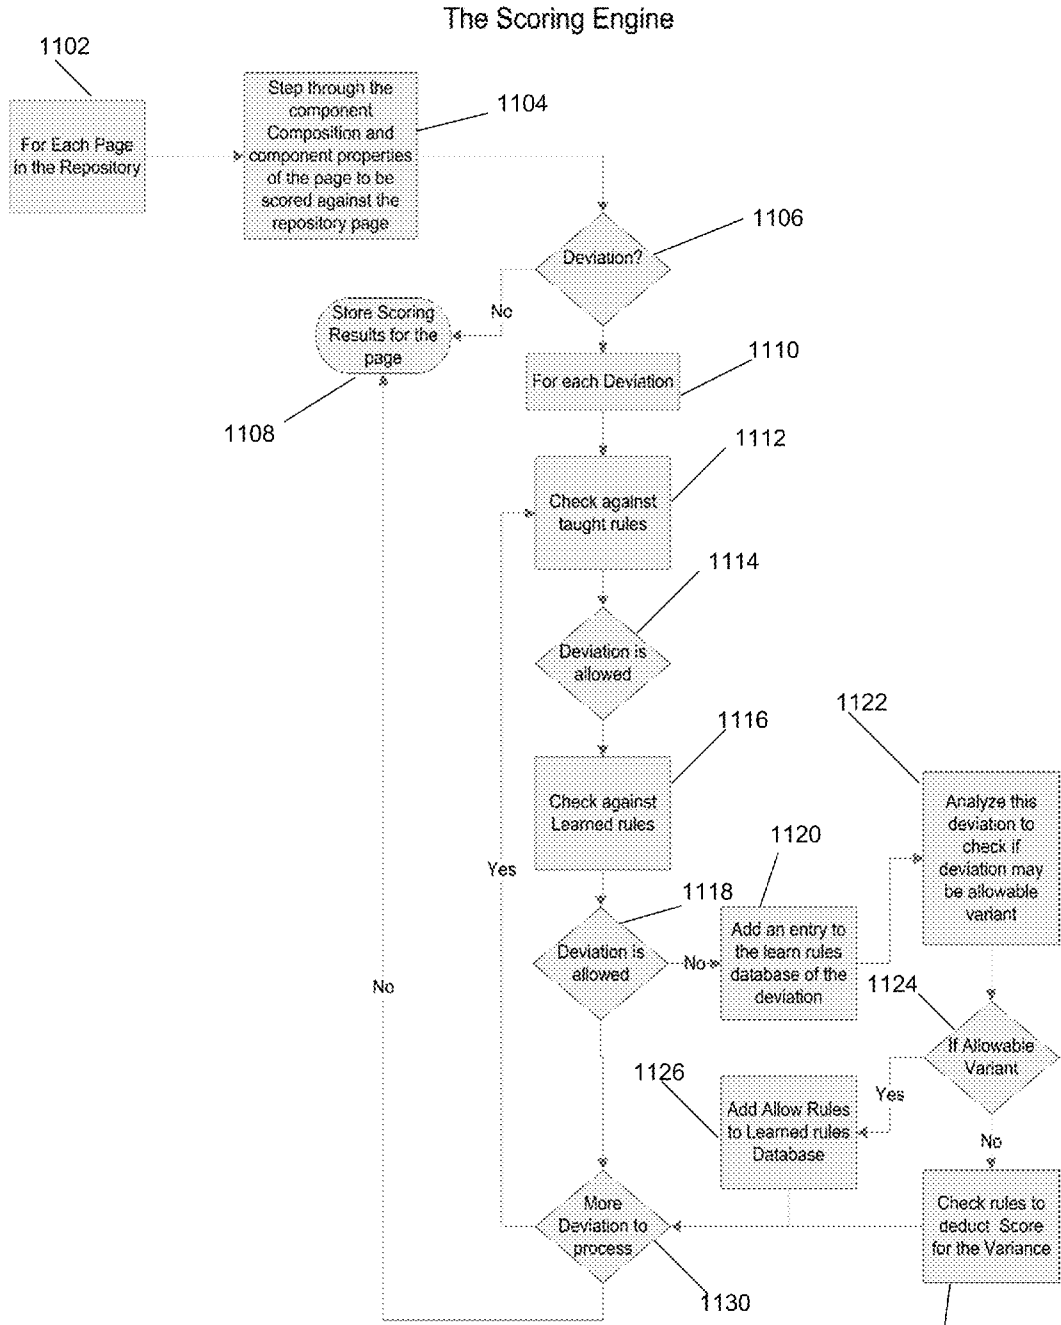 The Scoring Engine
1102
For Each Page
in the Repository
Step through the
component
Composition and
component properties
of the page to be
scored against the
repository page
1104
Deviation?
1106
No
Store Scoring
Results for the
page
1108
For each Deviation
1110
Check against
taught rules
1112
Deviation is
allowed
1114
Check against
Learned rules
1116
Yes
Deviation is
allowed
1118
No
Add an entry to
the learn rules
database of the
deviation
1120
Analyze this
deviation to
check if
deviation may
be allowable
variant
1122
No
If Allowable
Variant
1124
Yes
Add Allow Rules
to Learned rules
Database
1126
No
Check rules to
deduct Score
for the Variance
More
Deviation to
process
1130